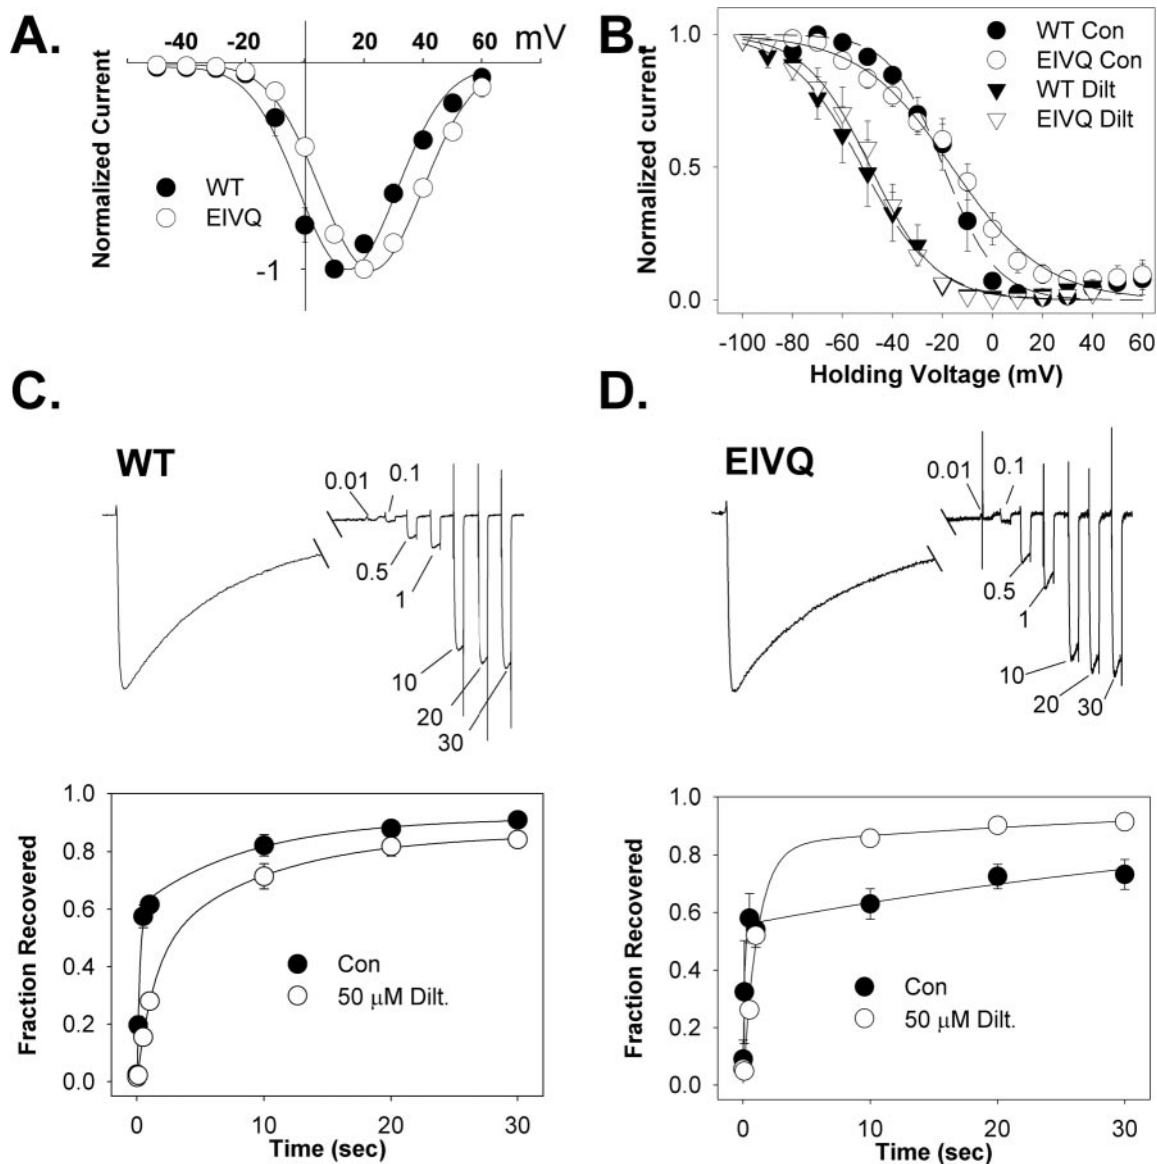 A.
-40 -20 20 40 60 mV
Normalized Current
WT
EIVQ
-1
B.
WT Con
EIVQ Con
WT Dilt
EIVQ Dilt
Normalized current
1.0
0.5
0.0
-100 -80 -60 -40 -20 0 20 40 60
Holding Voltage (mV)
C.
WT
0.01 0.1
0.5
1
10
20
30
Fraction Recovered
1.0
0.8
0.6
0.4
0.2
0.0
Con
50 μM Dilt.
0 10 20 30
Time (sec)
D.
EIVQ
0.01 0.1
0.5
1
10
20
30
Fraction Recovered
1.0
0.8
0.6
0.4
0.2
0.0
Con
50 μM Dilt.
0 10 20 30
Time (sec)